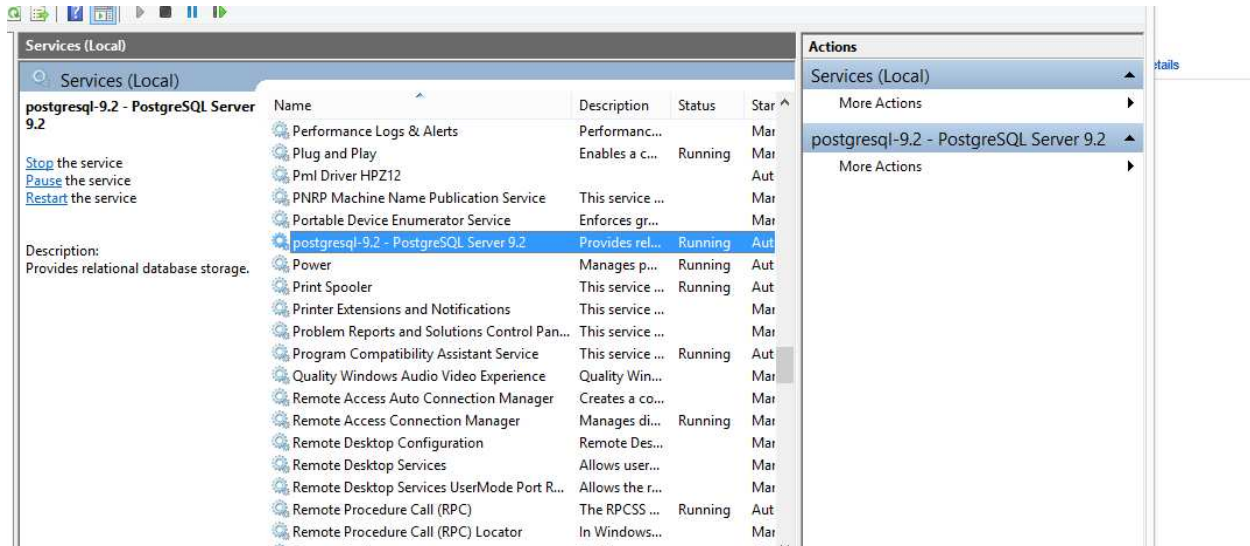 Services (Local)
Services (Local)
postgresql-9.2 - PostgreSQL Server
9.2
Stop the service
Pause the service
Restart the service
Description:
Provides relational database storage.
Name Description Status Star
Performance Logs & Alerts Performanc... Mar
Plug and Play Enables a c... Running Mar
Pml Driver HPZ12 Aut
PNRP Machine Name Publication Service This service ... Mar
Portable Device Enumerator Service Enforces gr... Mar
postgresql-9.2 - PostgreSQL Server 9.2 Provides rel... Running Aut
Power Manages p... Running Aut
Print Spooler This service ... Running Aut
Printer Extensions and Notifications This service ... Mar
Problem Reports and Solutions Control Pan... This service ... Mar
Program Compatibility Assistant Service This service ... Running Aut
Quality Windows Audio Video Experience Quality Win... Mar
Remote Access Auto Connection Manager Creates a co... Mar
Remote Access Connection Manager Manages di... Running Mar
Remote Desktop Configuration Remote Des... Mar
Remote Desktop Services Allows user... Mar
Remote Desktop Services UserMode Port R... Allows the r... Mar
Remote Procedure Call (RPC) The RPCSS ... Running Aut
Remote Procedure Call (RPC) Locator In Windows... Mar
Actions
Services (Local)
More Actions
postgresql-9.2 - PostgreSQL Server 9.2
More Actions
etails